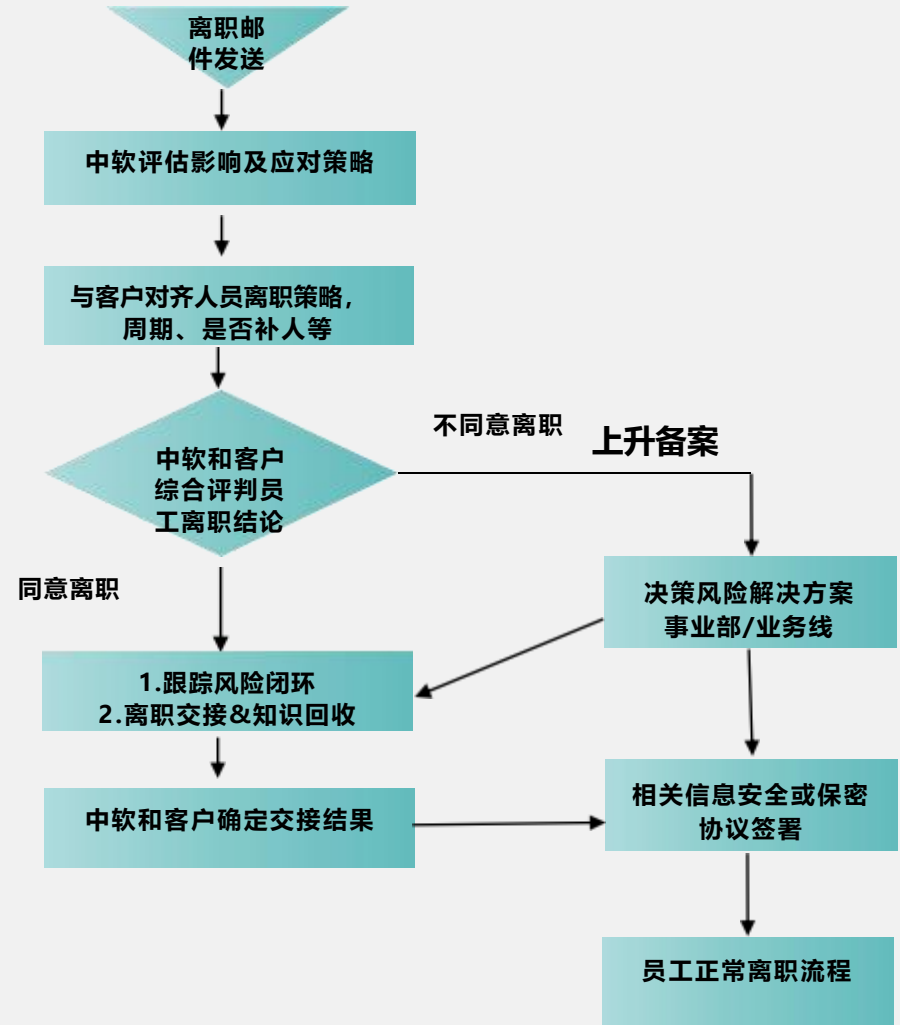 离职邮
件发送
中软评估影响及应对策略
与客户对齐人员离职策略，
周期、是否补人等
不同意离职
上升备案
中软和客户
综合评判员
工离职结论
同意离职
决策风险解决方案
事业部/业务线
1.跟踪风险闭环
2.离职交接&知识回收
相关信息安全或保密
协议签署
中软和客户确定交接结果
员工正常离职流程